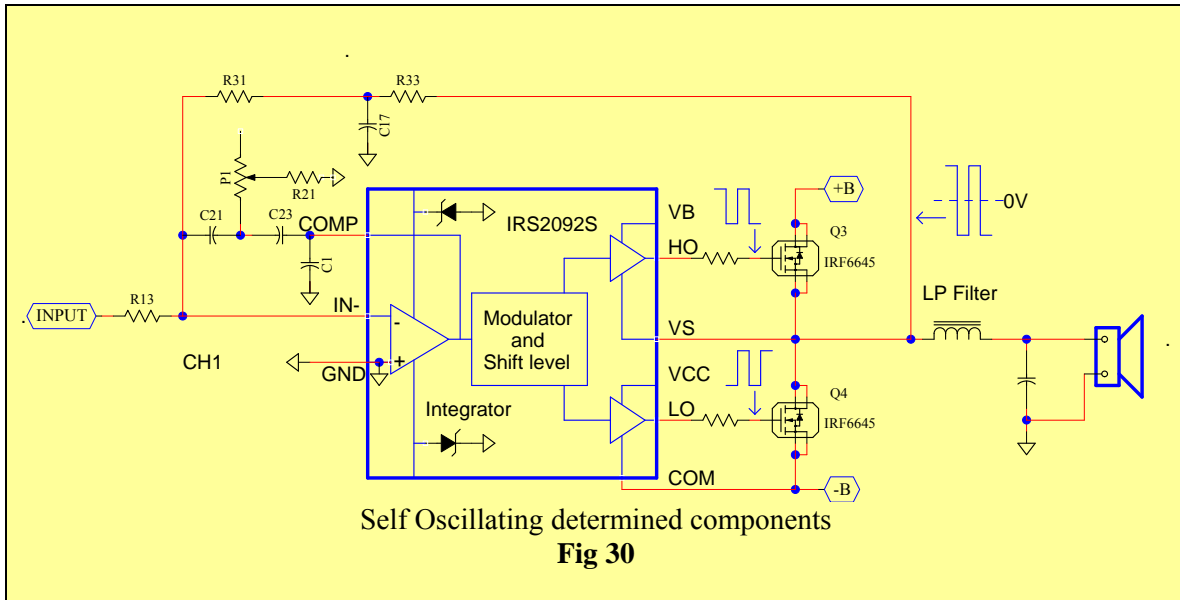 R31
R33
C17
P1
R21
C21
C23
COMP
C1
IRS2092S
VB
HO
+B
0V
Q3
IRF6645
LP Filter
INPUT
R13
IN-
-
+
Modulator
and
Shift level
VS
CH1
GND
VCC
LO
Q4
IRF6645
Integrator
COM
-B
Self Oscillating determined components
Fig 30